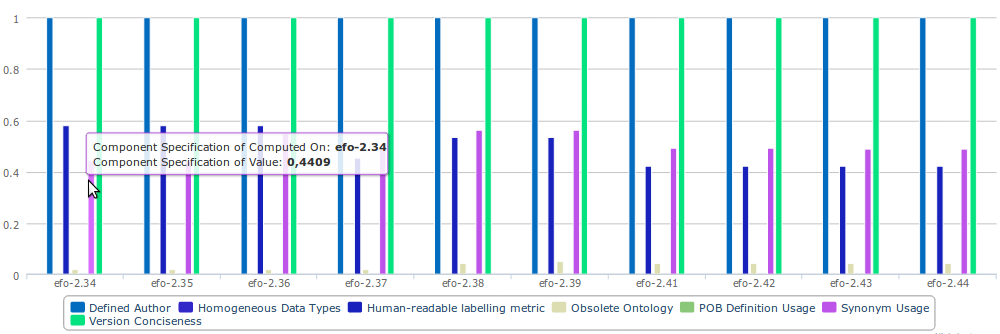 1
0.8
0.6
0.4
0.2
0
Component Specification of Computed On: efo-2.34
Component Specification of Value: 0,4409
efo-2.34 efo-2.35 efo-2.36 efo-2.37 efo-2.38 efo-2.39 efo-2.41 efo-2.42 efo-2.43 efo-2.44
Defined Author Homogeneous Data Types Human-readable labelling metric Obsolete Ontology POB Definition Usage Synonym Usage
Version Conciseness